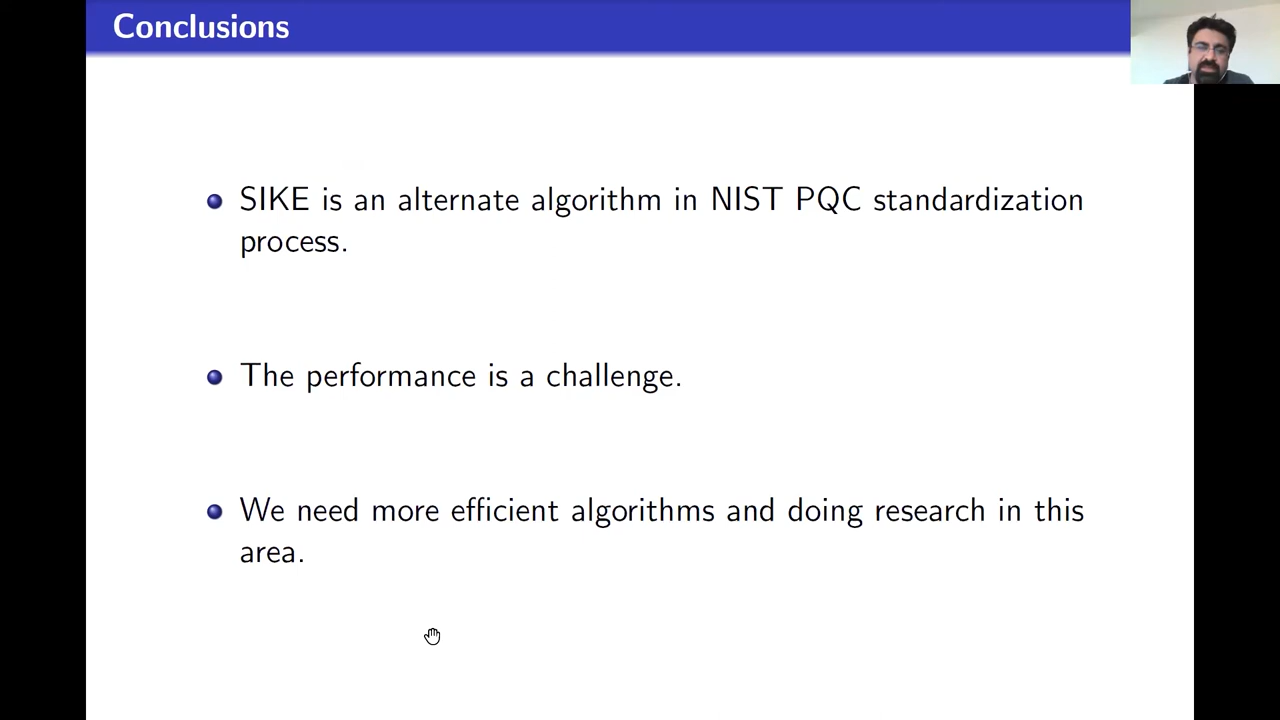 Conclusions
SIKE is an alternate algorithm in NIST PQC standardization
process.
The performance is a challenge.
We need more efficient algorithms and doing research in this
area.